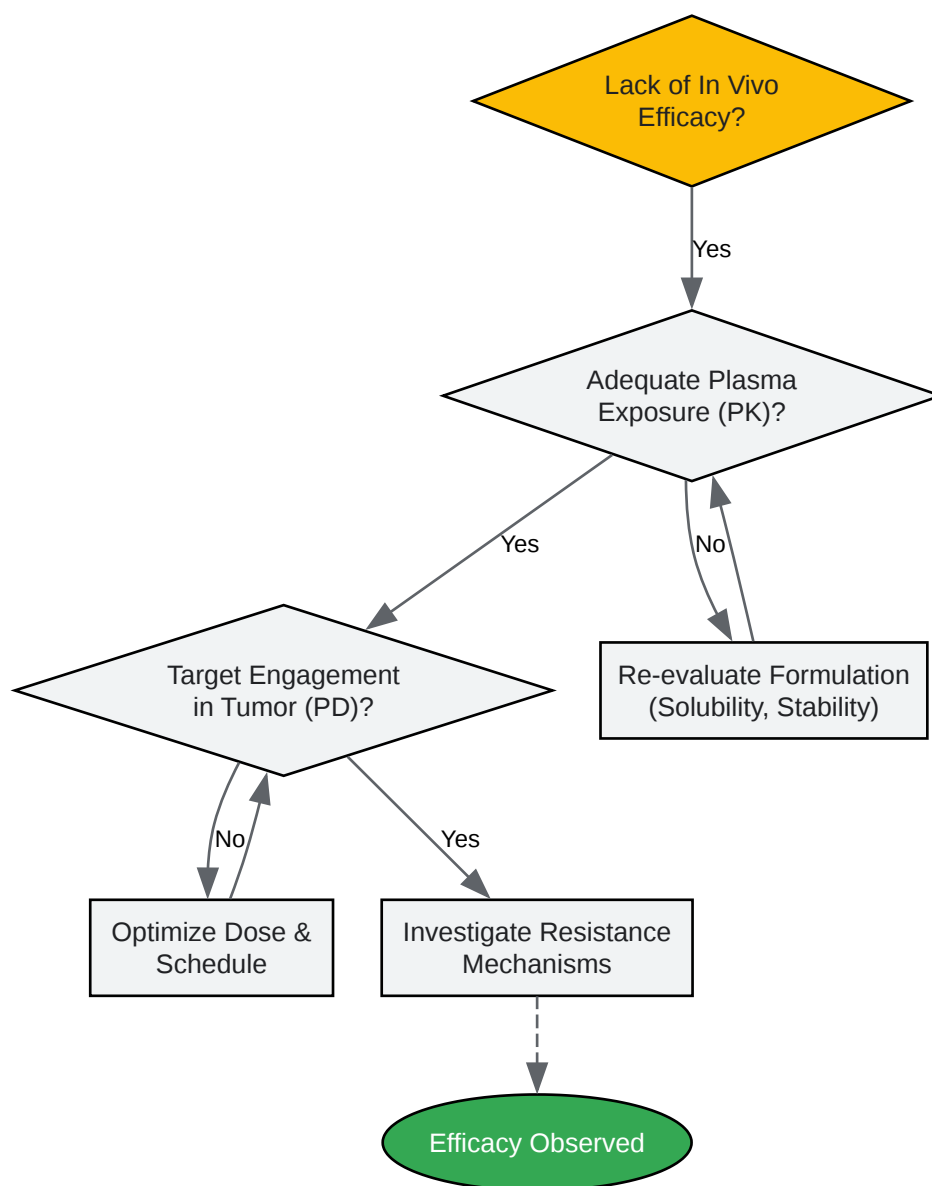 Lack of In Vivo
Efficacy?
Yes
Adequate Plasma
Exposure (PK)?
Yes
No
Target Engagement
in Tumor (PD)?
Re-evaluate Formulation
(Solubility, Stability)
No
Yes
Optimize Dose &
Schedule
Investigate Resistance
Mechanisms
Efficacy Observed